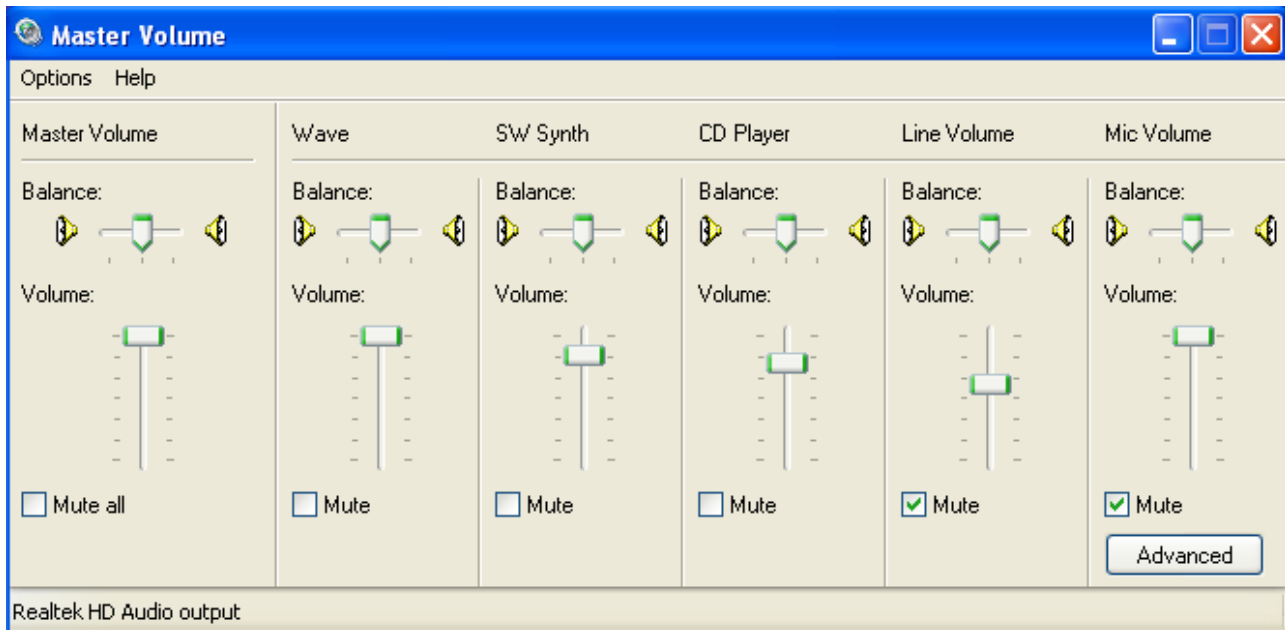 Master Volume
Options Help
Master Volume Wave SW Synth CD Player Line Volume Mic Volume
Balance: Balance: Balance: Balance: Balance: Balance:
Volume: Volume: Volume: Volume: Volume: Volume:
Mute all Mute Mute Mute Mute Mute
Advanced
Realtek HD Audio output